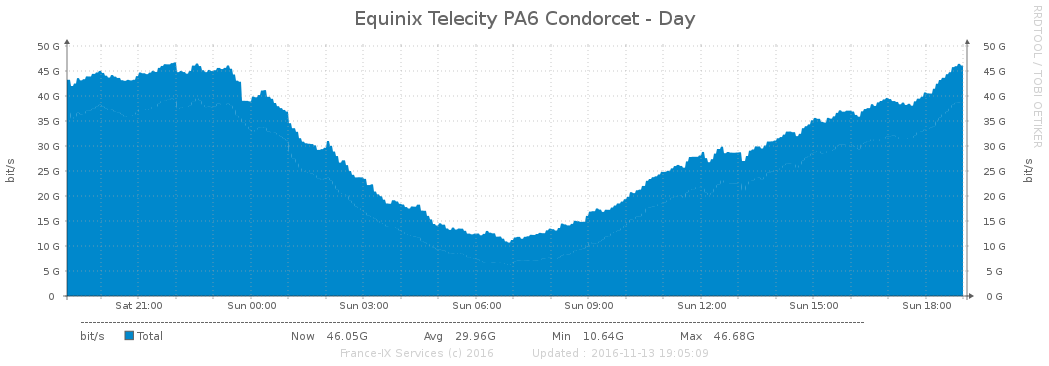 Equinix Telecity PA6 Condorcet - Day
RRDTOOL / TOBI OETIKER
50 G 50 G
45 G 45 G
40 G 40 G
35 G 35 G
30 G 30 G
25 G 25 G
20 G 20 G
15 G 15 G
10 G 10 G
5 G 5 G
0 0 G
bit/s bit/s
Sat 21:00 Sun 00:00 Sun 03:00 Sun 06:00 Sun 09:00 Sun 12:00 Sun 15:00 Sun 18:00
bit/s Total Now 46.05G Avg 29.96G Min 10.64G Max 46.68G
France-IX Services (c) 2016 Updated : 2016-11-13 19:05:09